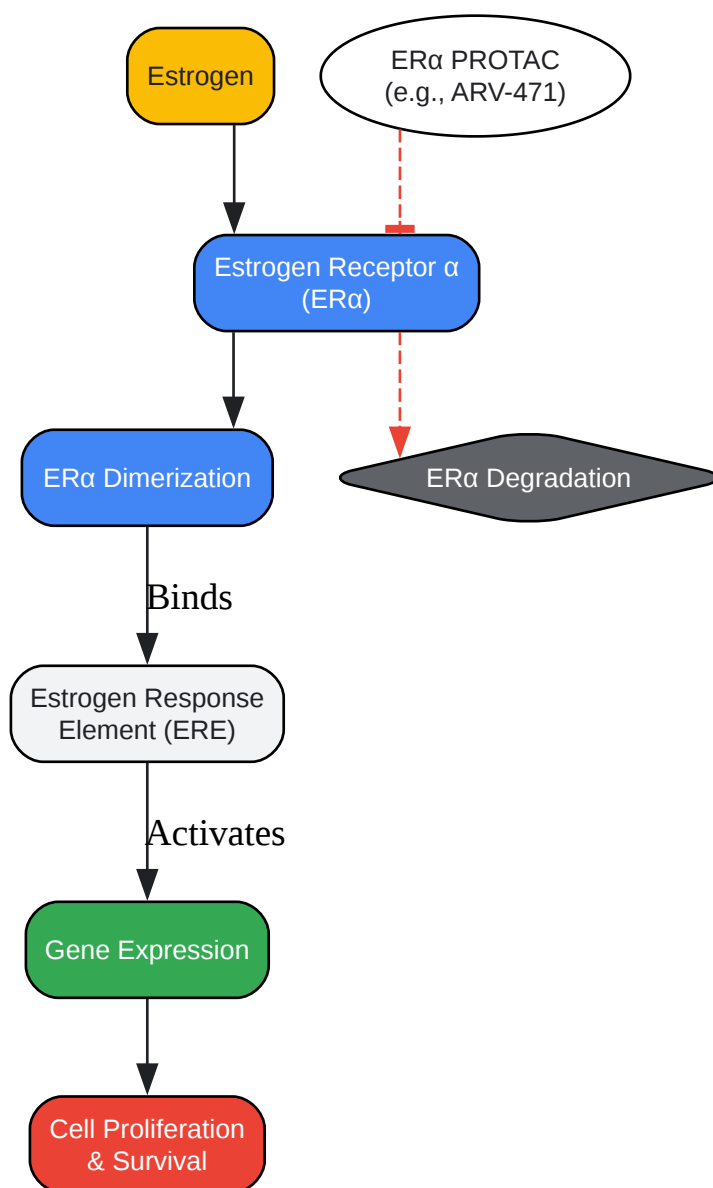 Estrogen
ERα PROTAC
(e.g., ARV-471)
Estrogen Receptor α
(ERα)
ERα Dimerization
ERα Degradation
Binds
Estrogen Response
Element (ERE)
Activates
Gene Expression
Cell Proliferation
& Survival